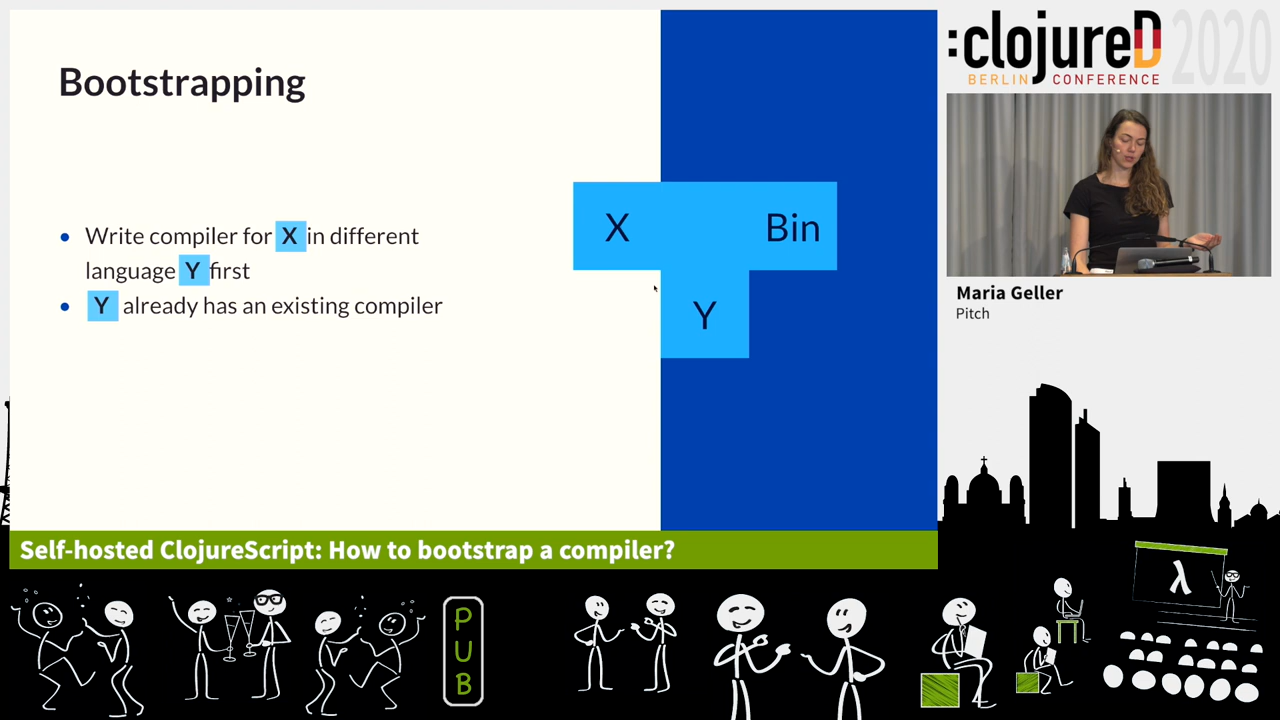 Bootstrapping
Write compiler for X in different
language Y first
Y already has an existing compiler
X Bin
Y
:clojureD 2020
BERLIN CONFERENCE
Maria Geller
Pitch
Self-hosted ClojureScript: How to bootstrap a compiler?
PUB
λ